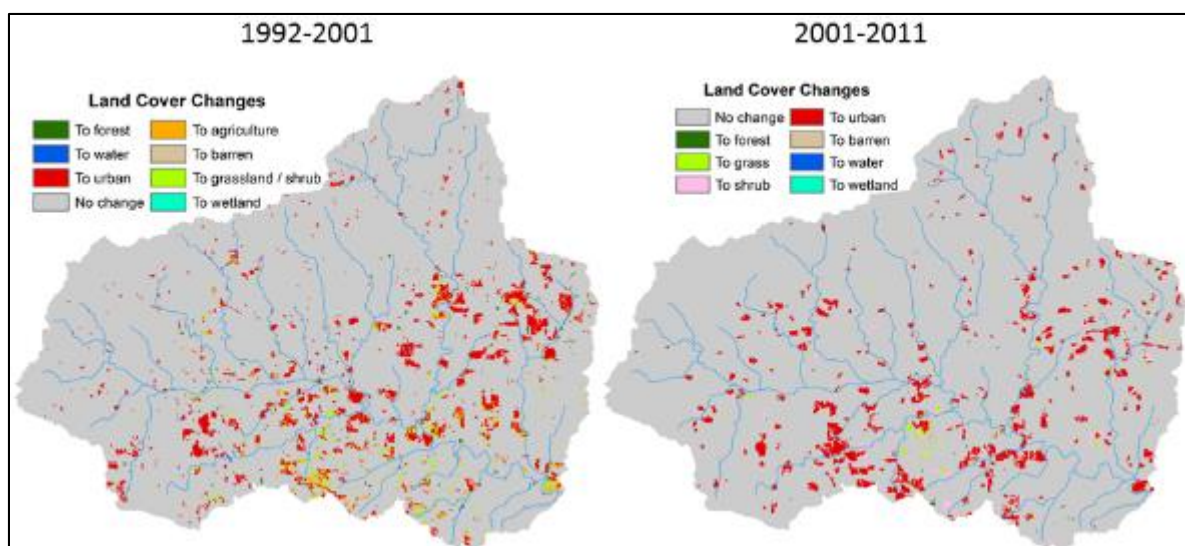 1992-2001
Land Cover Changes
To forest To agriculture
To water To barren
To urban To grassland / shrub
No change To wetland
2001-2011
Land Cover Changes
No change To urban
To forest To barren
To grass To water
To shrub To wetland